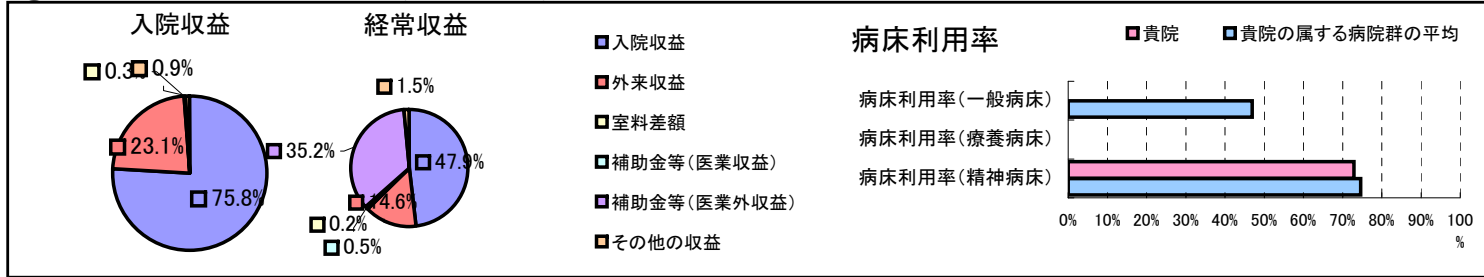 入院収益
0.3%
0.9%
23.1%
75.8%
経常収益
1.5%
35.2%
47.9%
14.6%
0.2%
0.5%
入院収益
外来収益
室料差額
補助金等(医業収益)
補助金等(医業外収益)
その他の収益
病床利用率
貴院
貴院の属する病院群の平均
病床利用率(一般病床)
病床利用率(療養病床)
病床利用率(精神病床)
0% 10% 20% 30% 40% 50% 60% 70% 80% 90% 100
%